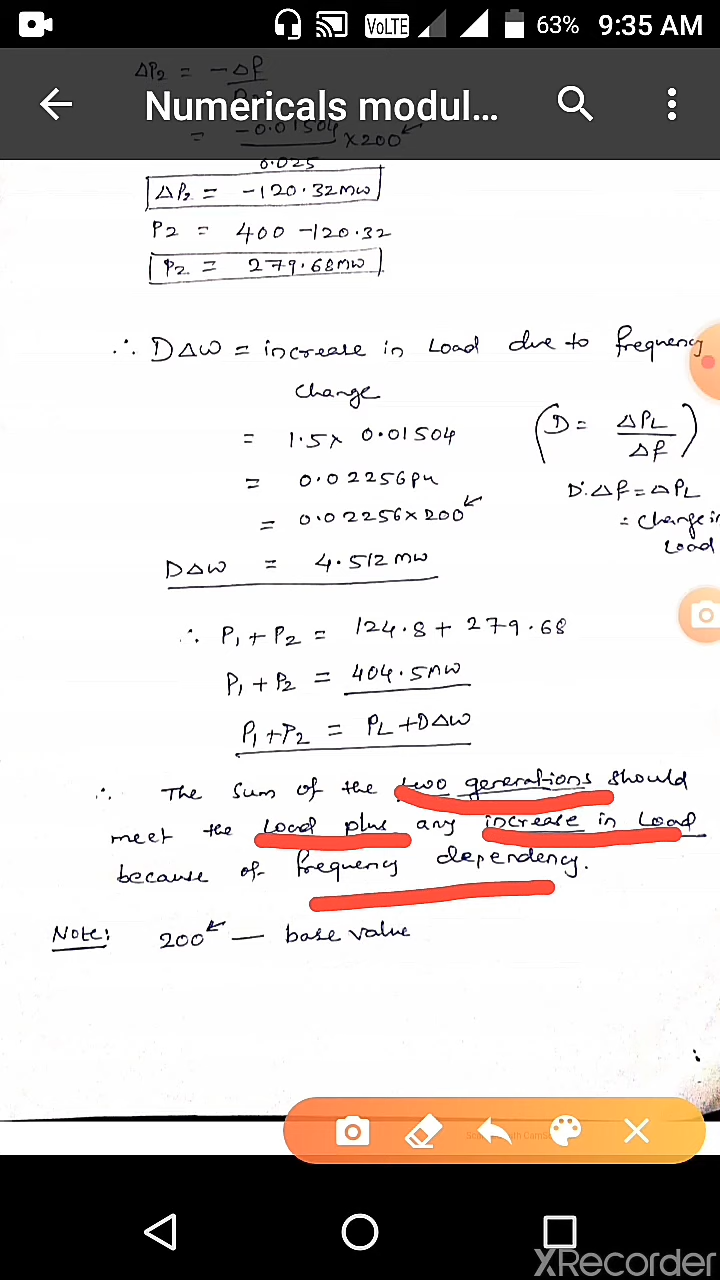 VoLTE 63% 9:35 AM
ΔP2 = -Δf
Numericals modul...
= -0.01504 ×200
0.025
ΔP2 = -120.32MW
P2 = 400 -120.32
P2 = 279.68MW
∴ DΔW = increase in Load due to frequency
change
= 1.5× 0.01504
(D = ΔPL/Δf)
= 0.02256pu
D.Δf = ΔPL
= 0.02256×200
= change in
Load
DΔW = 4.512 MW
∴ P1 + P2 = 124.8 + 279.68
P1 + P2 = 404.5MW
P1 + P2 = PL + DΔW
∴ The sum of the two generations should
meet the Load plus any increase in Load
because of frequency dependency.
Note: 200 — base value
XRecorder